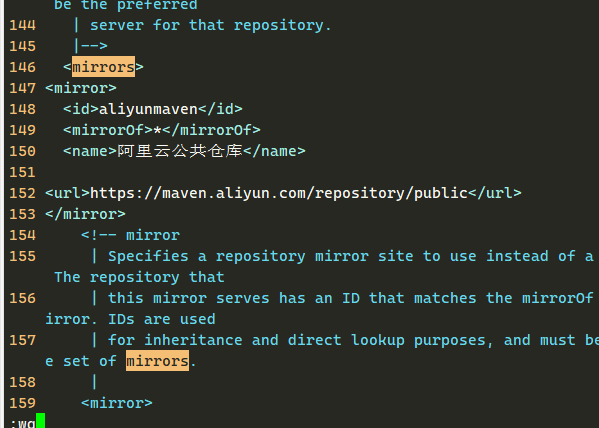 be the preferred
144 | server for that repository.
145 |-->
146 <mirrors>
147 <mirror>
148 <id>aliyunmaven</id>
149 <mirrorOf>*</mirrorOf>
150 <name>阿里云公共仓库</name>
151
152 <url>https://maven.aliyun.com/repository/public</url>
153 </mirror>
154 <!-- mirror
155 | Specifies a repository mirror site to use instead of a
The repository that
156 | this mirror serves has an ID that matches the mirrorOf
irror. IDs are used
157 | for inheritance and direct lookup purposes, and must be
e set of mirrors.
158 |
159 <mirror>
:wq